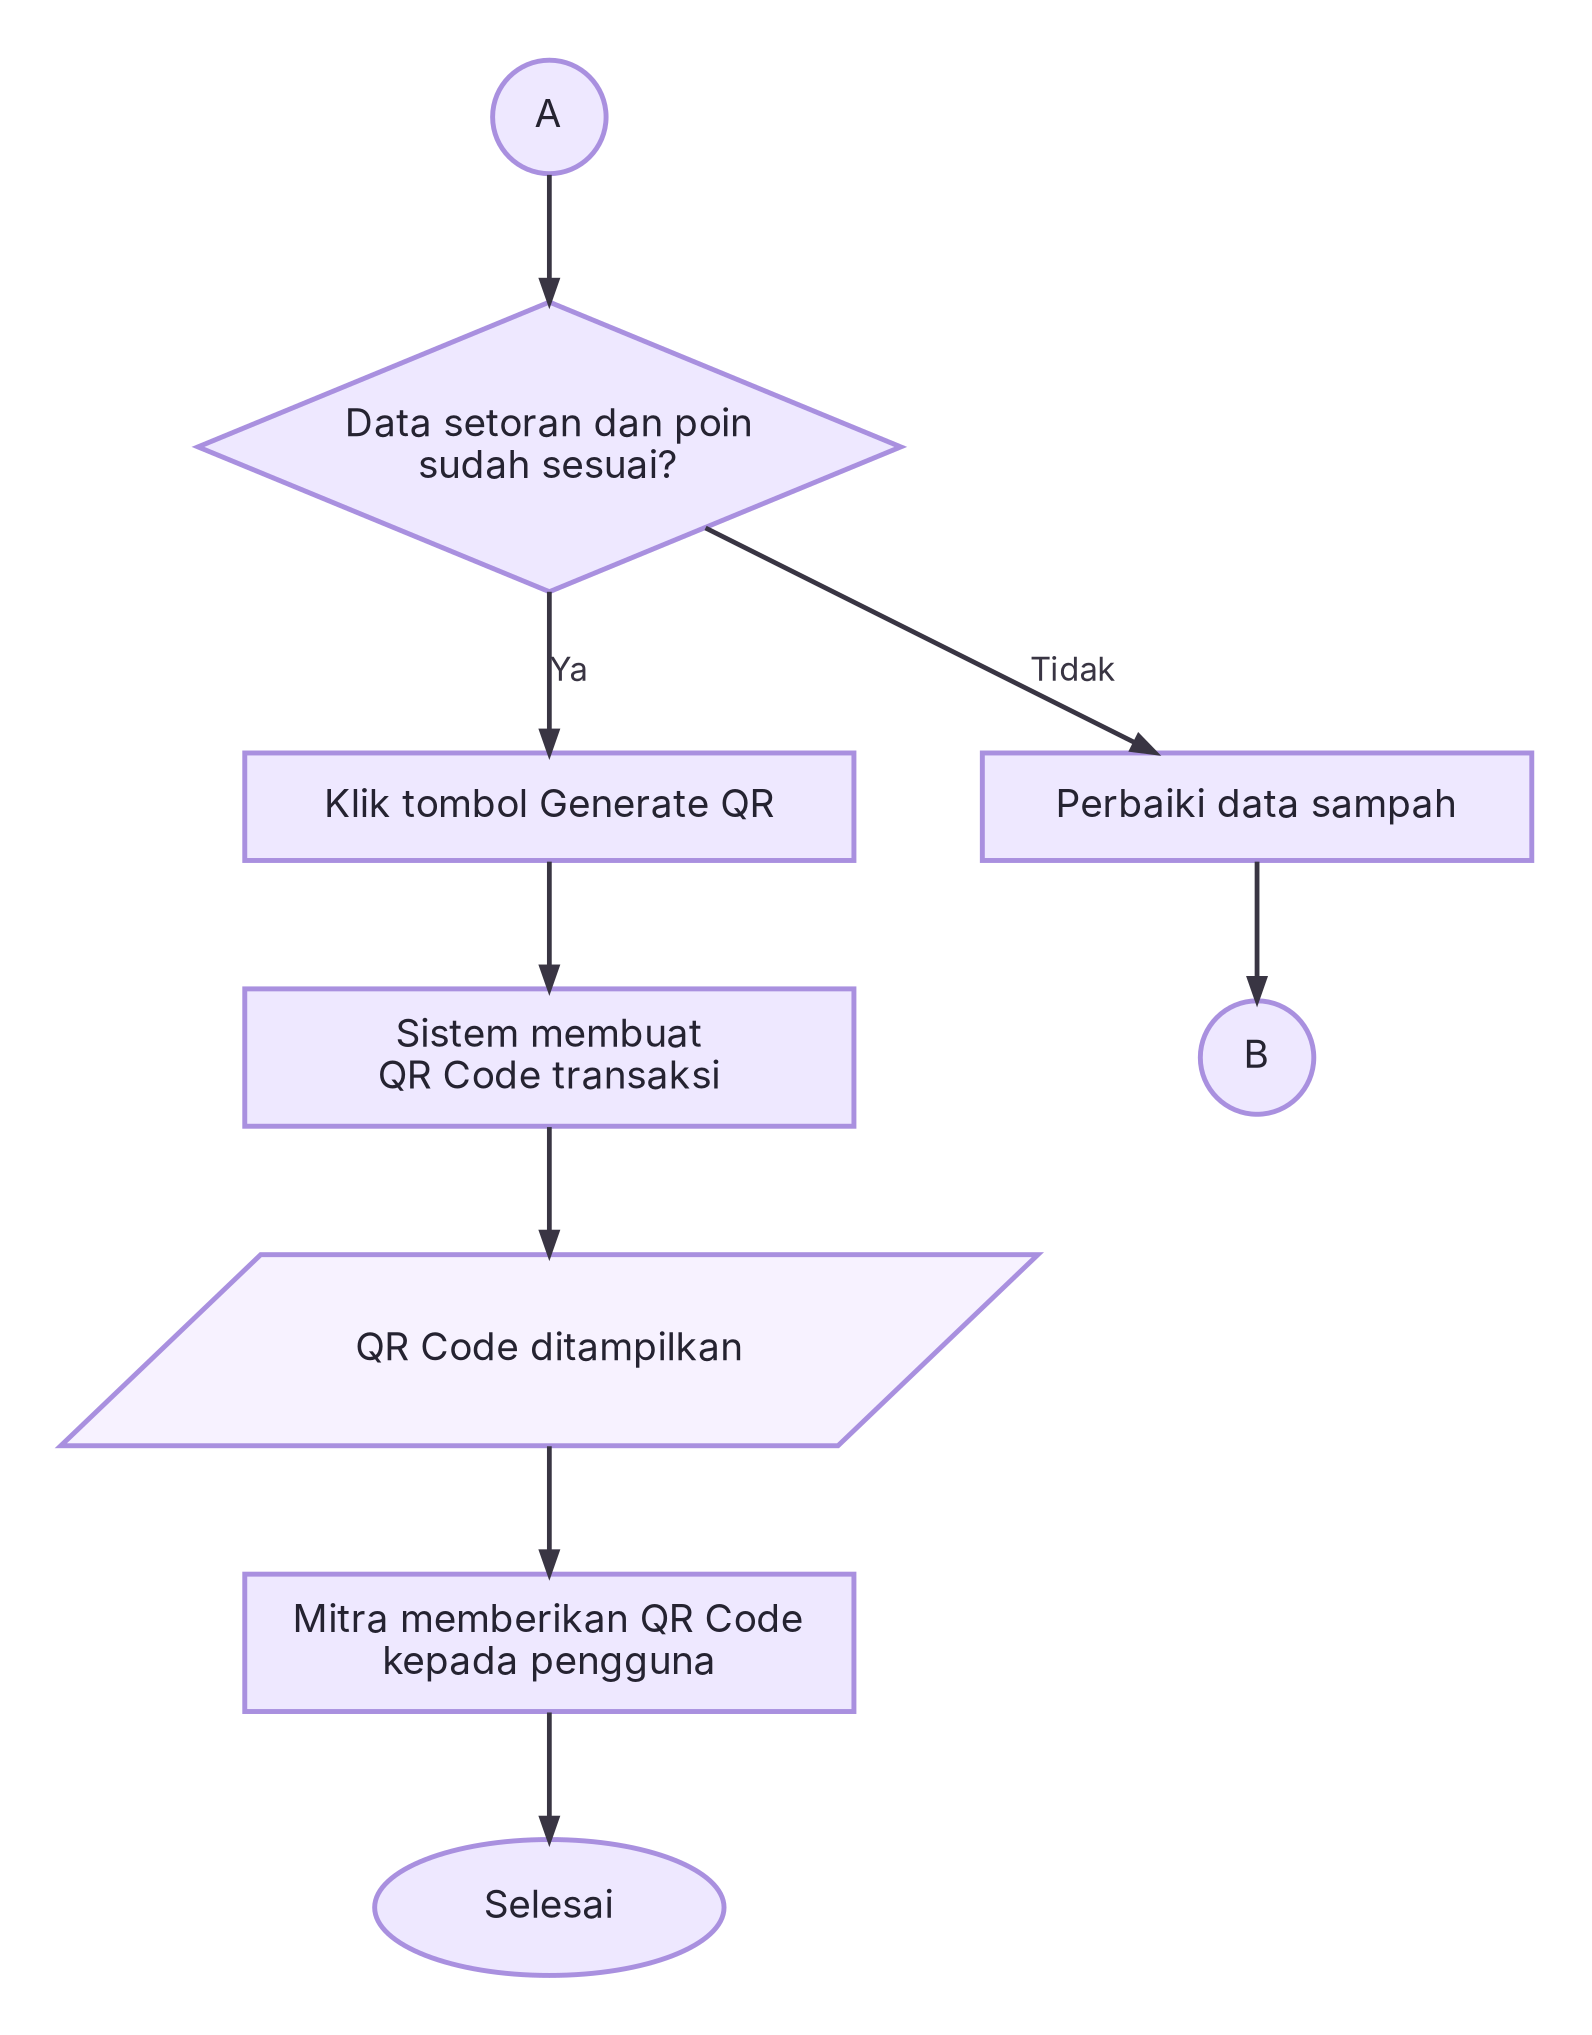 A
Data setoran dan poin
sudah sesuai?
Ya
Tidak
Klik tombol Generate QR
Perbaiki data sampah
Sistem membuat
QR Code transaksi
B
QR Code ditampilkan
Mitra memberikan QR Code
kepada pengguna
Selesai